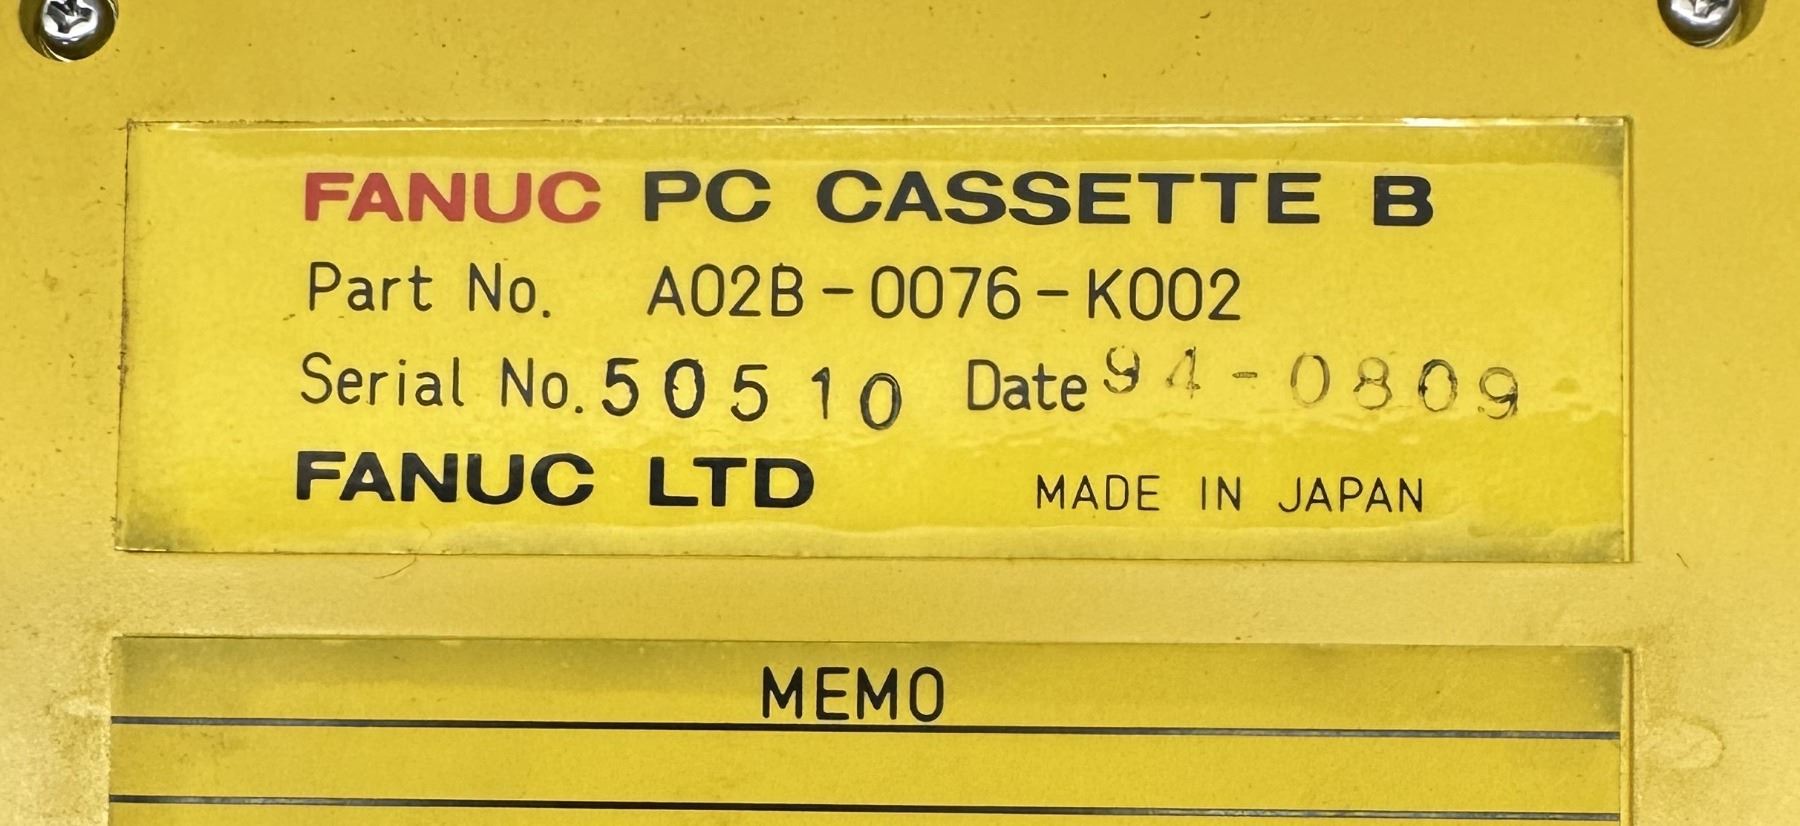 FANUC PC CASSETTE B
Part No. A02B-0076-K002
Serial No. 50510 Date 94-0809
FANUC LTD MADE IN JAPAN
MEMO